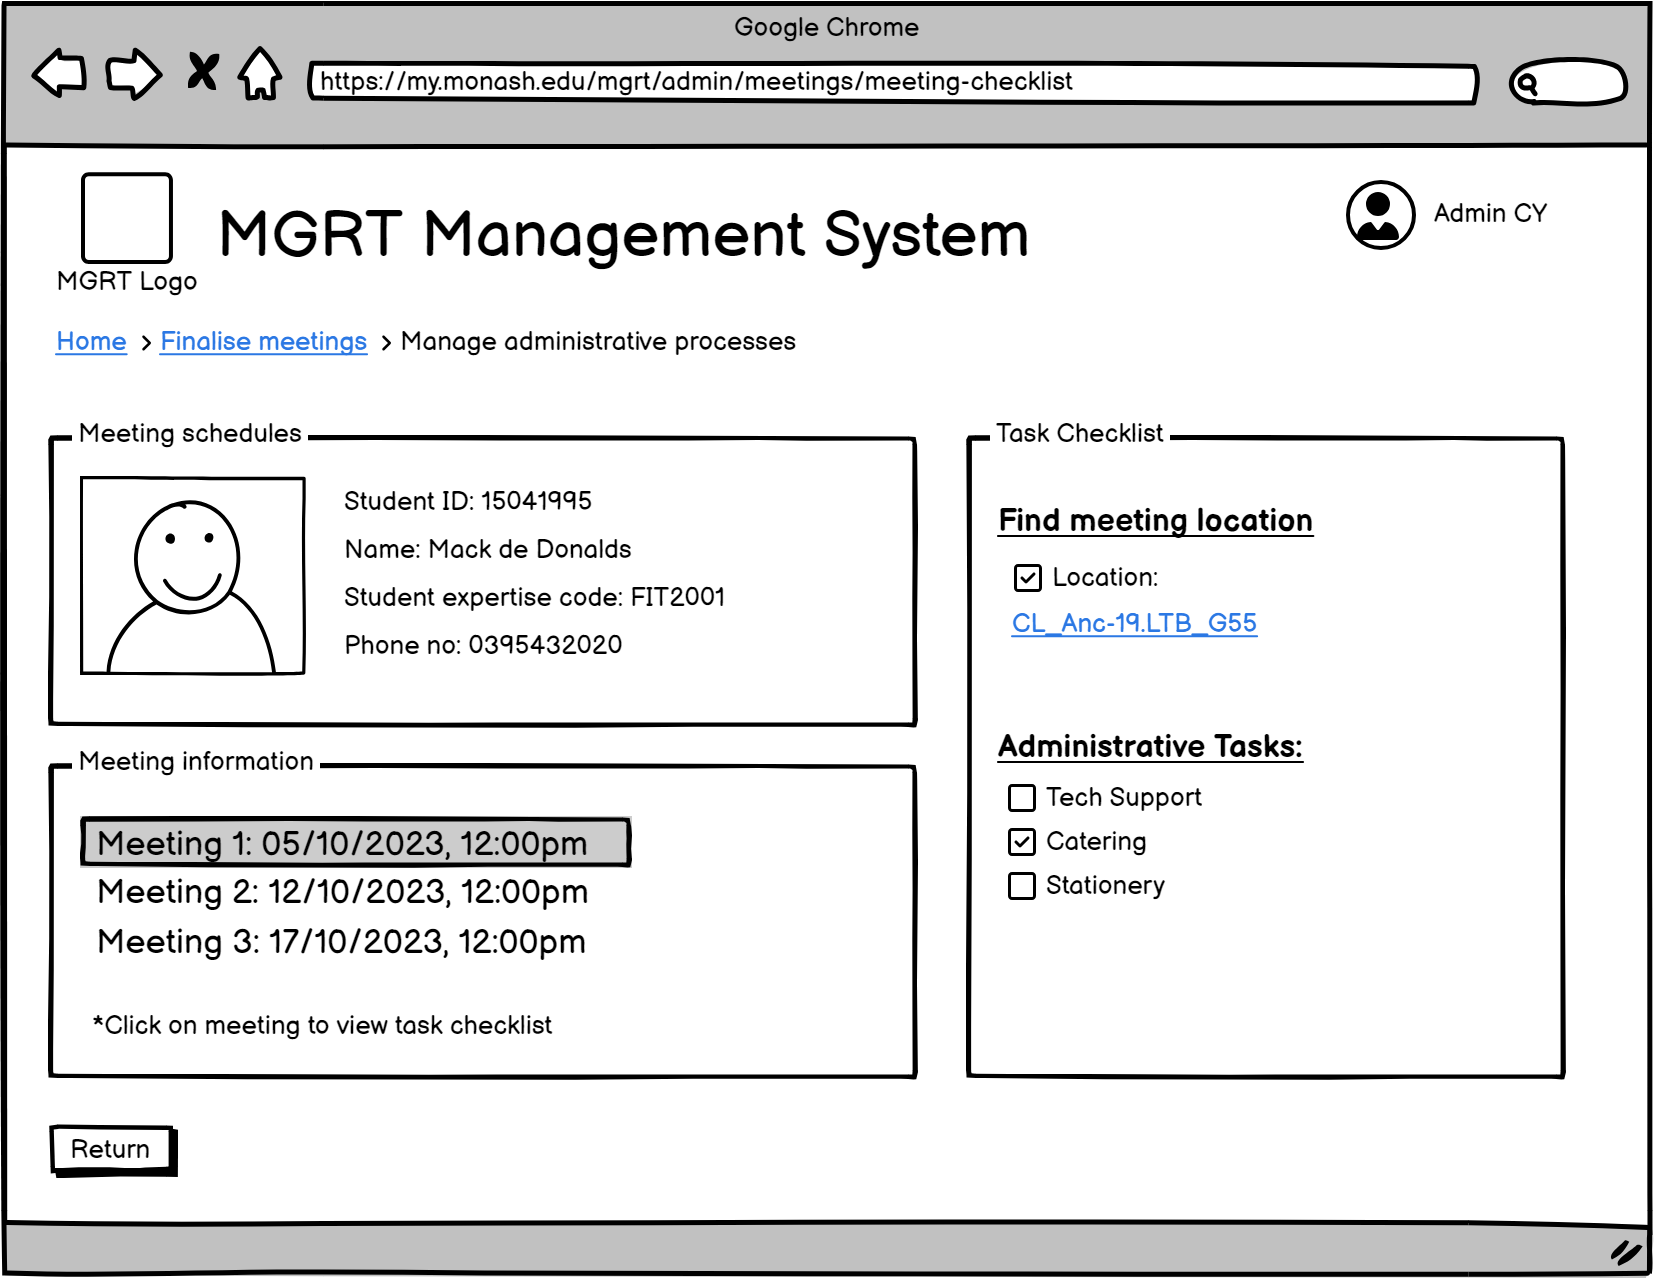 Google Chrome
https://my.monash.edu/mgrt/admin/meetings/meeting-checklist
MGRT Logo
MGRT Management System
Admin CY
Home > Finalise meetings > Manage administrative processes
Meeting schedules
Student ID: 15041995
Name: Mack de Donalds
Student expertise code: FIT2001
Phone no: 0395432020
Meeting information
Meeting 1: 05/10/2023, 12:00pm
Meeting 2: 12/10/2023, 12:00pm
Meeting 3: 17/10/2023, 12:00pm
*Click on meeting to view task checklist
Task Checklist
Find meeting location
Location:
CL_Anc-19.LTB_G55
Administrative Tasks:
Tech Support
Catering
Stationery
Return